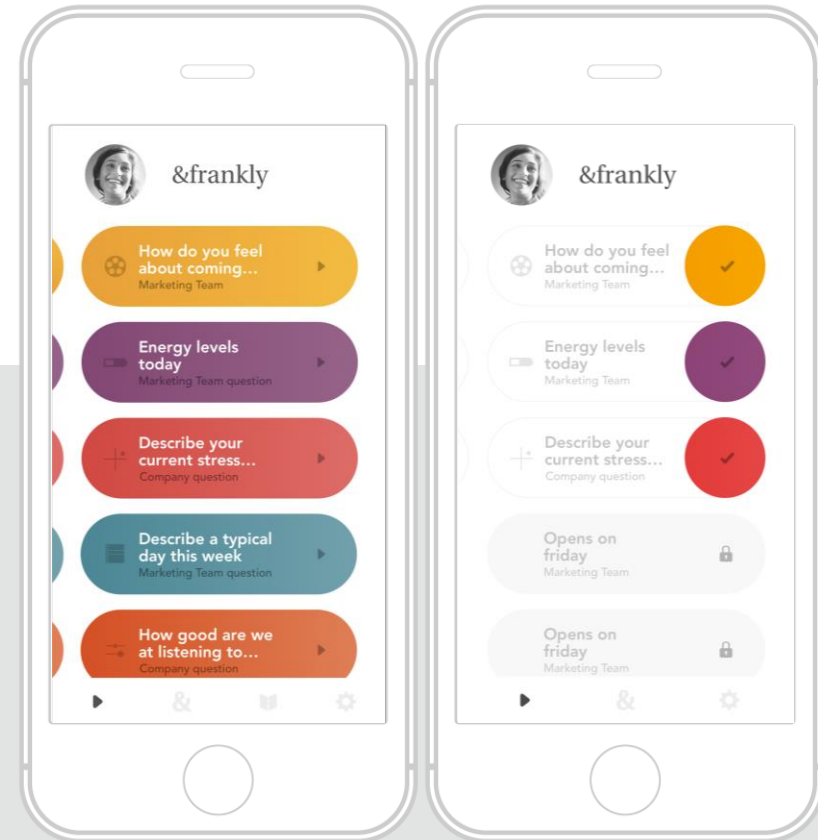 &frankly
How do you feel
about coming...
Marketing Team
Energy levels
today
Marketing Team question
Describe your
current stress...
Company question
Describe a typical
day this week
Marketing Team question
How good are we
at listening to...
Company question
&
&frankly
How do you feel
about coming...
Marketing Team
Energy levels
today
Marketing Team
Describe your
current stress...
Company question
Opens on
friday
Marketing Team
Opens on
friday
Marketing Team
&